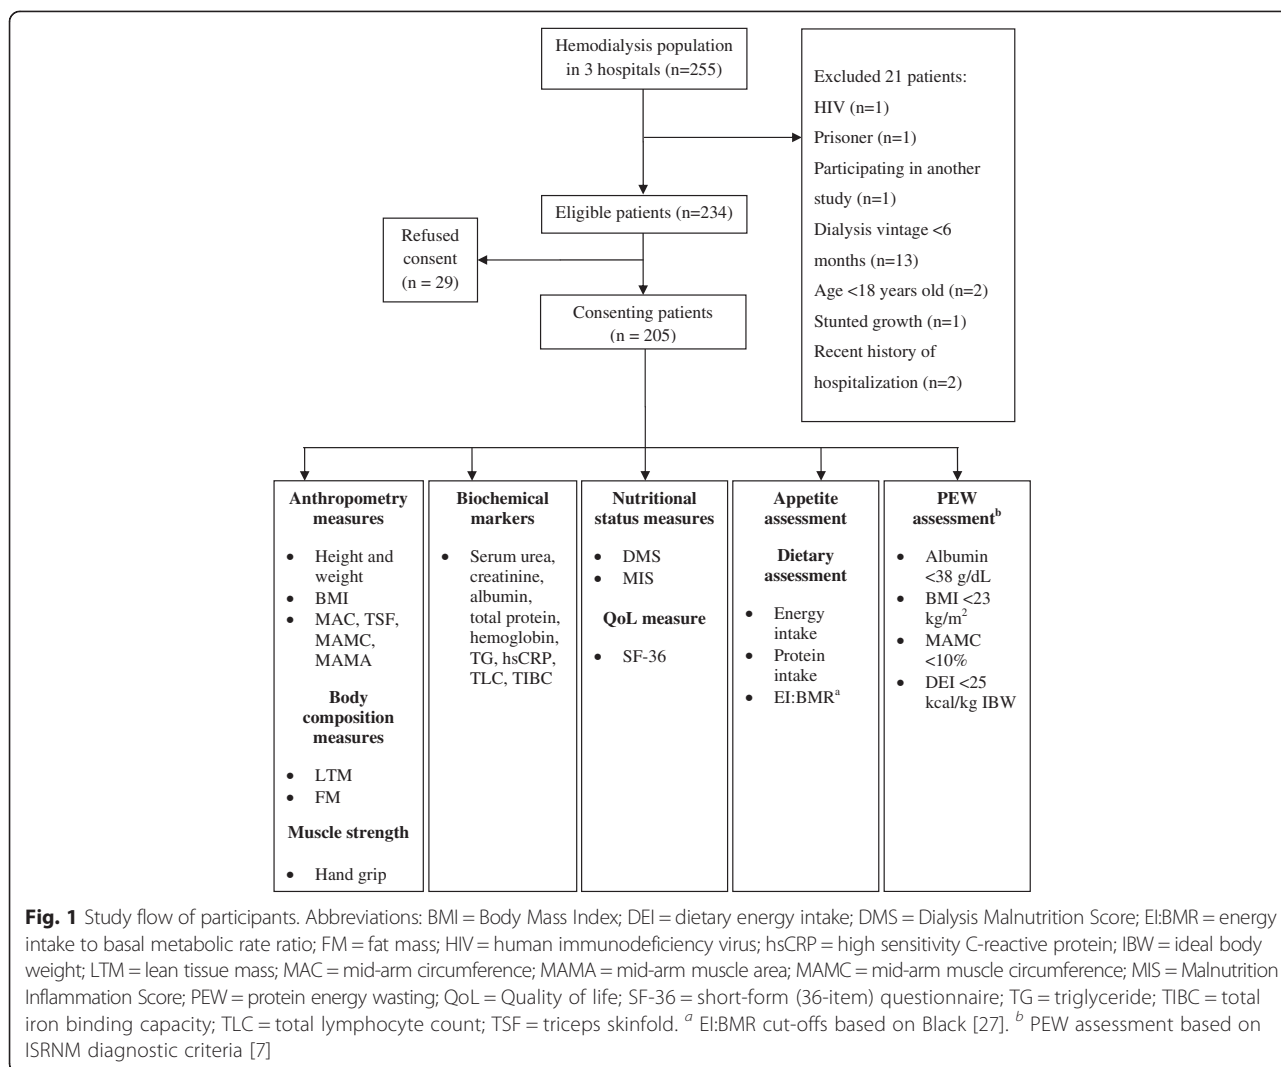 Hemodialysis population
in 3 hospitals (n=255)
Excluded 21 patients:
HIV (n=1)
Prisoner (n=1)
Participating in another
study (n=1)
Dialysis vintage <6
months (n=13)
Age <18 years old (n=2)
Stunted growth (n=1)
Recent history of
hospitalization (n=2)
Eligible patients (n=234)
Refused
consent
(n = 29)
Consenting patients
(n = 205)
Anthropometry
measures
• Height and
weight
• BMI
• MAC, TSF,
MAMC,
MAMA
Body
composition
measures
• LTM
• FM
Muscle strength
• Hand grip
Biochemical
markers
• Serum urea,
creatinine,
albumin,
total protein,
hemoglobin,
TG, hsCRP,
TLC, TIBC
Nutritional
status measures
• DMS
• MIS
QoL measure
• SF-36
Appetite
assessment
Dietary
assessment
• Energy
intake
• Protein
intake
• EI:BMRᵃ
PEW
assessmentᵇ
• Albumin
<38 g/dL
• BMI <23
kg/m²
• MAMC
<10%
• DEI <25
kcal/kg IBW
Fig. 1 Study flow of participants. Abbreviations: BMI = Body Mass Index; DEI = dietary energy intake; DMS = Dialysis Malnutrition Score; EI:BMR = energy
intake to basal metabolic rate ratio; FM = fat mass; HIV = human immunodeficiency virus; hsCRP = high sensitivity C-reactive protein; IBW = ideal body
weight; LTM = lean tissue mass; MAC = mid-arm circumference; MAMA = mid-arm muscle area; MAMC = mid-arm muscle circumference; MIS = Malnutrition
Inflammation Score; PEW = protein energy wasting; QoL = Quality of life; SF-36 = short-form (36-item) questionnaire; TG = triglyceride; TIBC = total
iron binding capacity; TLC = total lymphocyte count; TSF = triceps skinfold. ᵃ EI:BMR cut-offs based on Black [27]. ᵇ PEW assessment based on
ISRNM diagnostic criteria [7]